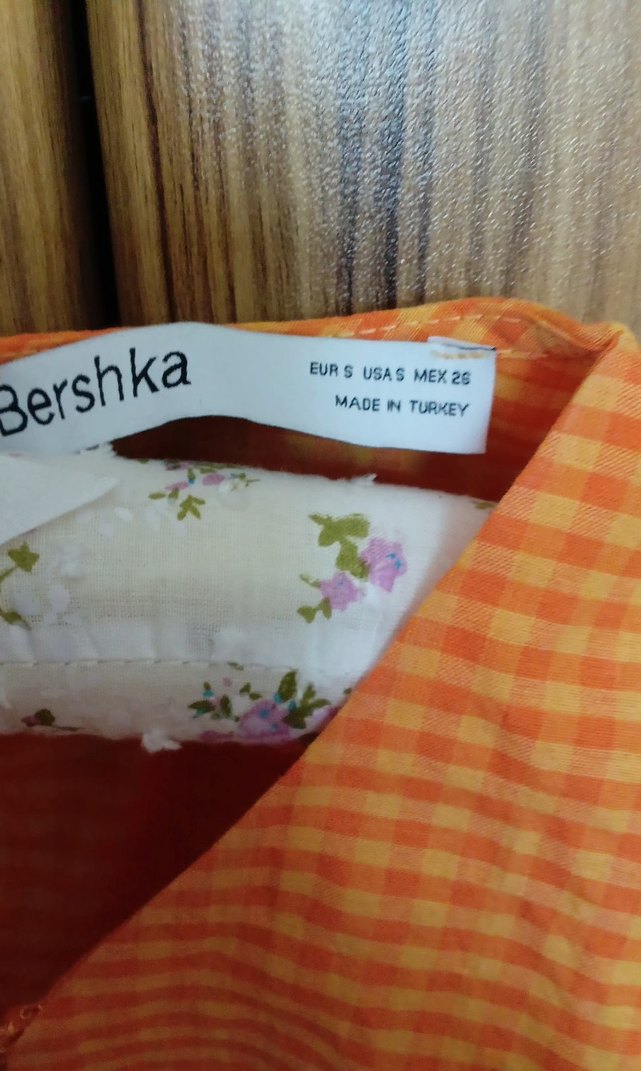 Bershka
EUR S USA S MEX 26
MADE IN TURKEY